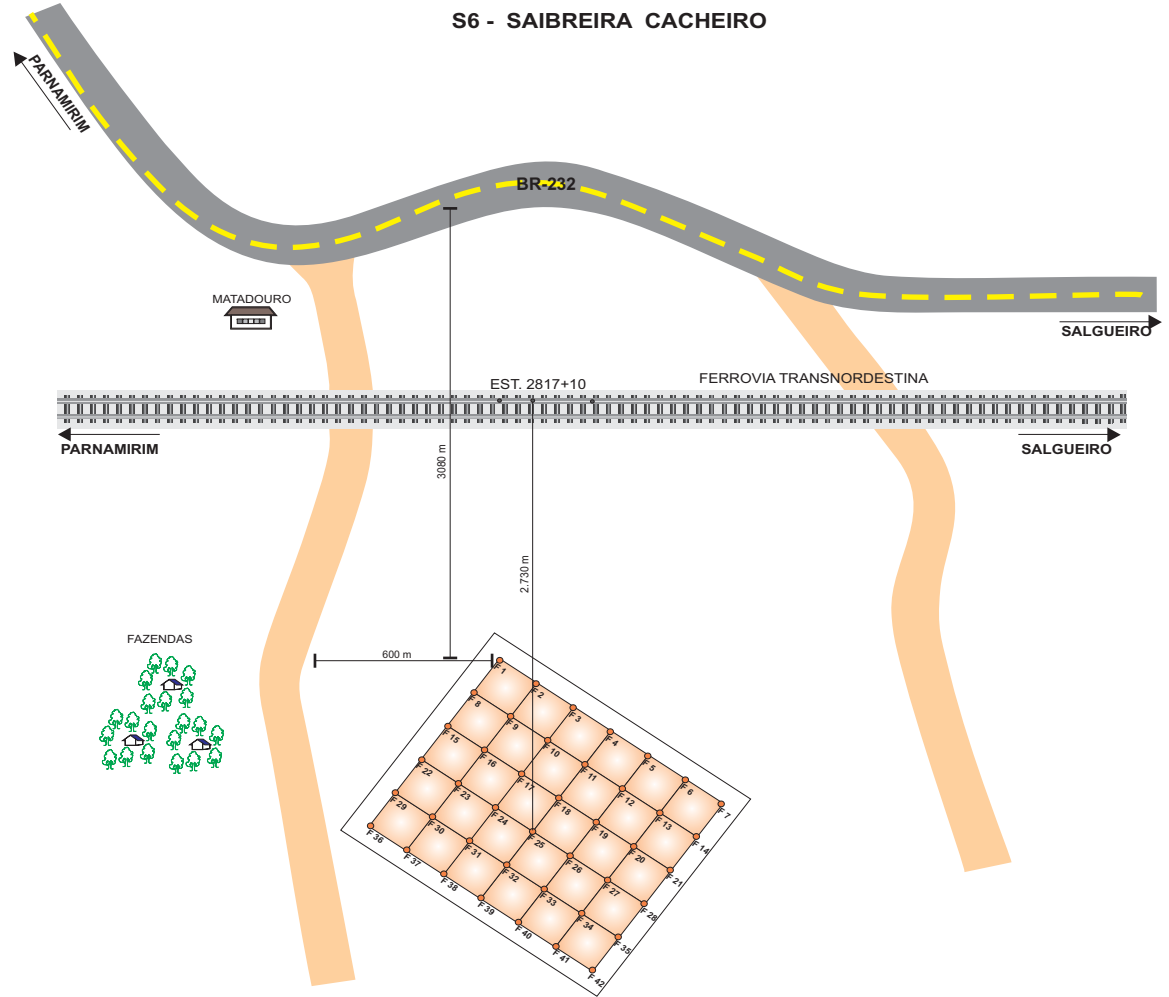 S6 - SAIBREIRA CACHEIRO
PARNAMIRIM
BR-232
MATADOURO
SALGUEIRO
EST. 2817+10
FERROVIA TRANSNORDESTINA
PARNAMIRIM
SALGUEIRO
3080 m
2.730 m
FAZENDAS
600 m
F 1
F 2
F 3
F 4
F 5
F 6
F 7
F 8
F 9
F 10
F 11
F 12
F 13
F 14
F 15
F 16
F 17
F 18
F 19
F 20
F 21
F 22
F 23
F 24
F 25
F 26
F 27
F 28
F 29
F 30
F 31
F 32
F 33
F 34
F 35
F 36
F 37
F 38
F 39
F 40
F 41
F 42